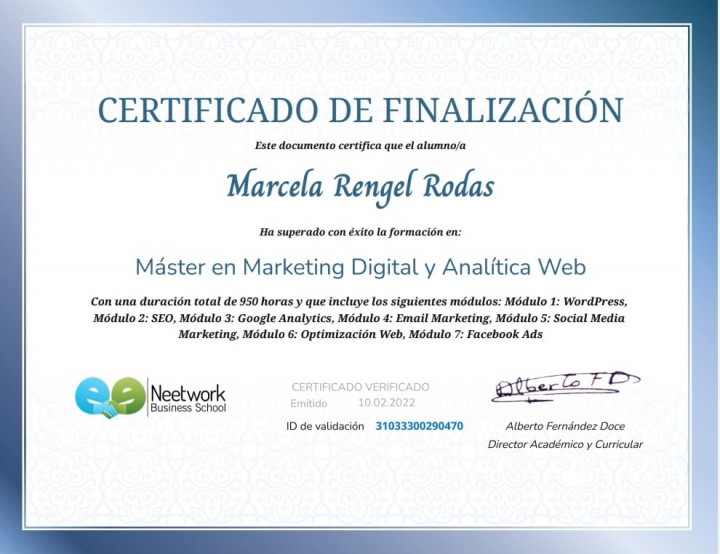 CERTIFICADO DE FINALIZACIÓN
Este documento certifica que el alumno/a
Marcela Rengel Rodas
Ha superado con éxito la formación en:
Máster en Marketing Digital y Analítica Web
Con una duración total de 950 horas y que incluye los siguientes módulos: Módulo 1: WordPress,
Módulo 2: SEO, Módulo 3: Google Analytics, Módulo 4: Email Marketing, Módulo 5: Social Media
Marketing, Módulo 6: Optimización Web, Módulo 7: Facebook Ads
Neetwork
Business School
CERTIFICADO VERIFICADO
Emitido 10.02.2022
ID de validación 31033300290470
Alberto FD
Alberto Fernández Doce
Director Académico y Curricular